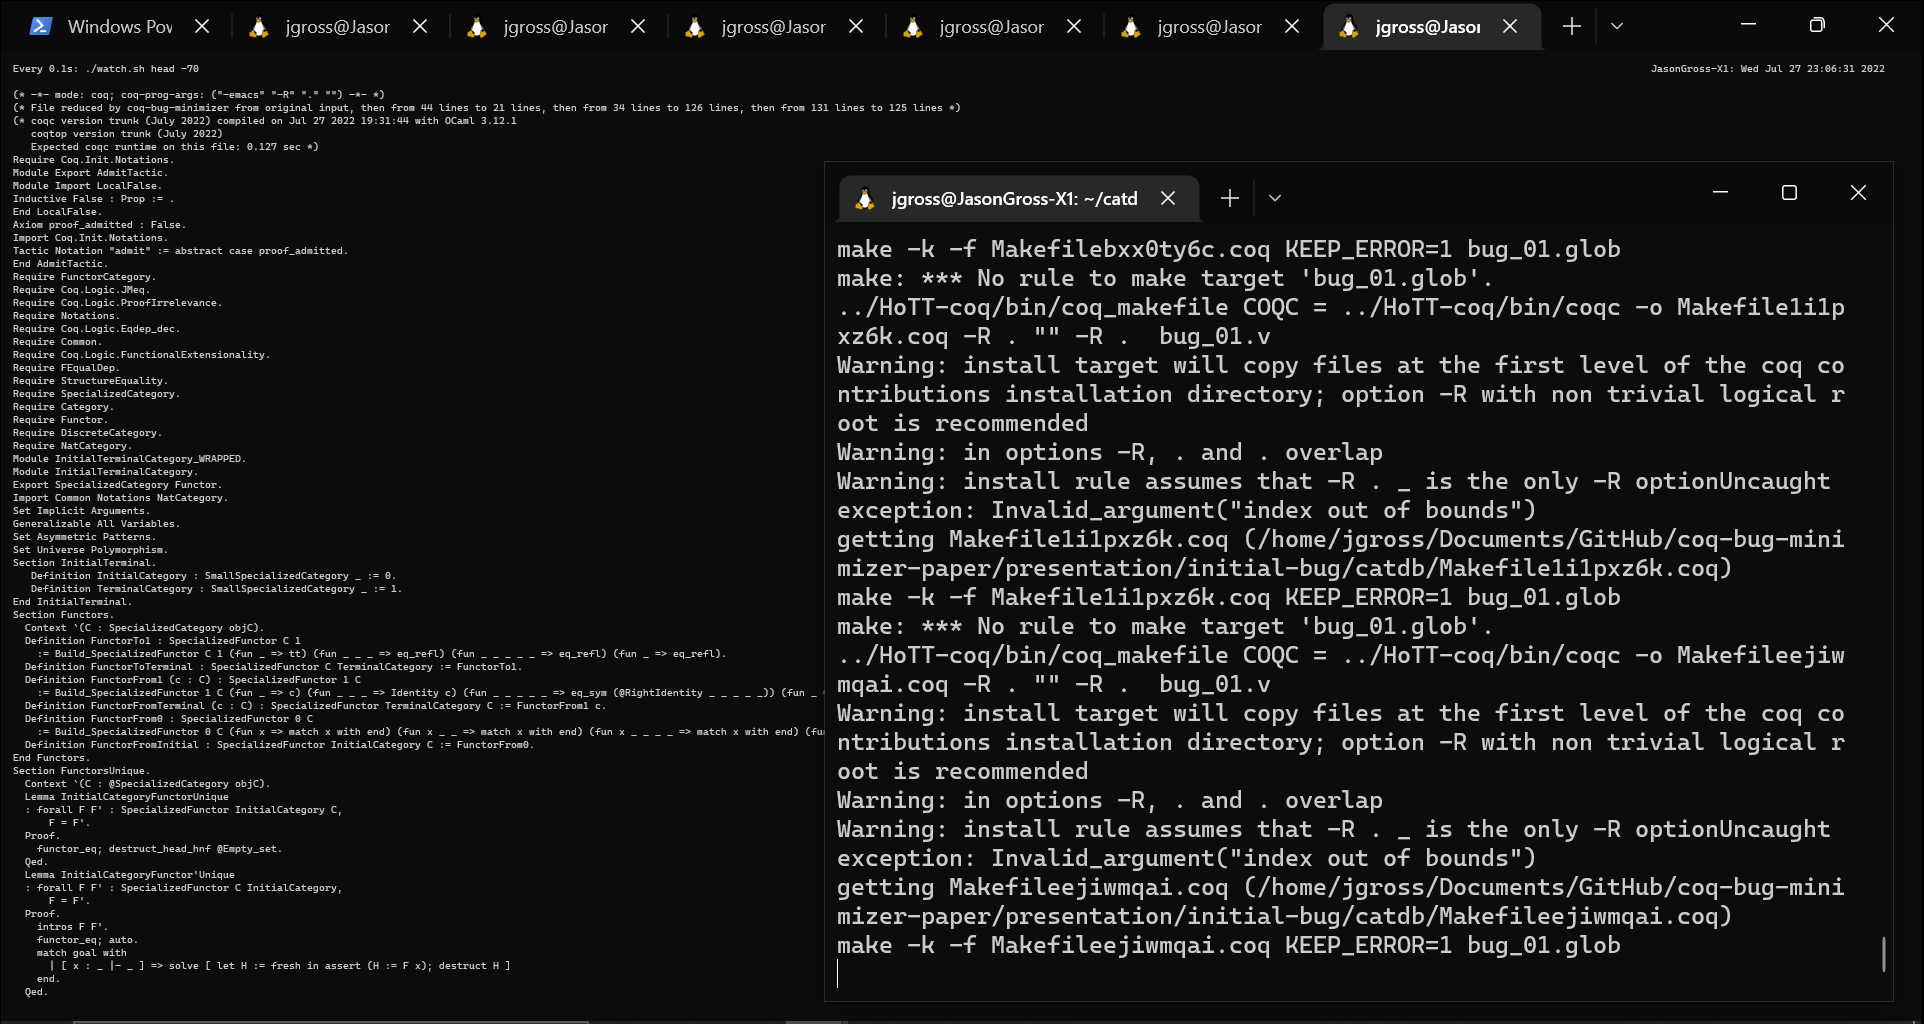 Windows Pow
jgross@Jasor
jgross@Jasor
jgross@Jasor
jgross@Jasor
jgross@Jasor
jgross@Jasor
Every 0.1s: ./watch.sh head -70
JasonGross-X1: Wed Jul 27 23:06:31 2022
(* -*- mode: coq; coq-prog-args: ("-emacs" "-R" "." "") -*- *)
(* File reduced by coq-bug-minimizer from original input, then from 44 lines to 21 lines, then from 34 lines to 126 lines, then from 131 lines to 125 lines *)
(* coqc version trunk (July 2022) compiled on Jul 27 2022 19:31:44 with OCaml 3.12.1
   coqtop version trunk (July 2022)
   Expected coqc runtime on this file: 0.127 sec *)
Require Coq.Init.Notations.
Module Export AdmitTactic.
Module Import LocalFalse.
Inductive False : Prop := .
End LocalFalse.
Axiom proof_admitted : False.
Import Coq.Init.Notations.
Tactic Notation "admit" := abstract case proof_admitted.
End AdmitTactic.
Require FunctorCategory.
Require Coq.Logic.JMeq.
Require Coq.Logic.ProofIrrelevance.
Require Notations.
Require Coq.Logic.Eqdep_dec.
Require Common.
Require Coq.Logic.FunctionalExtensionality.
Require FEqualDep.
Require StructureEquality.
Require SpecializedCategory.
Require Category.
Require Functor.
Require DiscreteCategory.
Require NatCategory.
Module InitialTerminalCategory_WRAPPED.
Module InitialTerminalCategory.
Export SpecializedCategory Functor.
Import Common Notations NatCategory.
Set Implicit Arguments.
Generalizable All Variables.
Set Asymmetric Patterns.
Set Universe Polymorphism.
Section InitialTerminal.
   Definition InitialCategory : SmallSpecializedCategory _ := 0.
   Definition TerminalCategory : SmallSpecializedCategory _ := 1.
End InitialTerminal.
Section Functors.
  Context `(C : SpecializedCategory objC).
  Definition FunctorTo1 : SpecializedFunctor C 1
    := Build_SpecializedFunctor C 1 (fun _ => tt) (fun _ _ _ => eq_refl) (fun _ _ _ _ _ => eq_refl) (fun _ => eq_refl).
  Definition FunctorToTerminal : SpecializedFunctor C TerminalCategory := FunctorTo1.
  Definition FunctorFrom1 (c : C) : SpecializedFunctor 1 C
    := Build_SpecializedFunctor 1 C (fun _ => c) (fun _ _ _ => Identity c) (fun _ _ _ _ _ => eq_sym (@RightIdentity _ _ _ _ _)) (fun _ =
  Definition FunctorFromTerminal (c : C) : SpecializedFunctor TerminalCategory C := FunctorFrom1 c.
  Definition FunctorFrom0 : SpecializedFunctor 0 C
    := Build_SpecializedFunctor 0 C (fun x => match x with end) (fun x _ _ => match x with end) (fun x _ _ _ _ => match x with end) (fu
  Definition FunctorFromInitial : SpecializedFunctor InitialCategory C := FunctorFrom0.
End Functors.
Section FunctorsUnique.
  Context `(C : @SpecializedCategory objC).
  Lemma InitialCategoryFunctorUnique
  : forall F F' : SpecializedFunctor InitialCategory C,
      F = F'.
  Proof.
    functor_eq; destruct_head_hnf @Empty_set.
  Qed.
  Lemma InitialCategoryFunctor'Unique
  : forall F F' : SpecializedFunctor C InitialCategory,
      F = F'.
  Proof.
    intros F F'.
    functor_eq; auto.
    match goal with
      | [ x : _ |- _ ] => solve [ let H := fresh in assert (H := F x); destruct H ]
    end.
  Qed.
jgross@JasonGross-X1: ~/catd
make -k -f Makefilebxx0ty6c.coq KEEP_ERROR=1 bug_01.glob
make: *** No rule to make target 'bug_01.glob'.
../HoTT-coq/bin/coq_makefile COQC = ../HoTT-coq/bin/coqc -o Makefile1i1p
xz6k.coq -R . "" -R .  bug_01.v
Warning: install target will copy files at the first level of the coq co
ntributions installation directory; option -R with non trivial logical r
oot is recommended
Warning: in options -R, . and . overlap
Warning: install rule assumes that -R . _ is the only -R optionUncaught
exception: Invalid_argument("index out of bounds")
getting Makefile1i1pxz6k.coq (/home/jgross/Documents/GitHub/coq-bug-mini
mizer-paper/presentation/initial-bug/catdb/Makefile1i1pxz6k.coq)
make -k -f Makefile1i1pxz6k.coq KEEP_ERROR=1 bug_01.glob
make: *** No rule to make target 'bug_01.glob'.
../HoTT-coq/bin/coq_makefile COQC = ../HoTT-coq/bin/coqc -o Makefileejiw
mqai.coq -R . "" -R .  bug_01.v
Warning: install target will copy files at the first level of the coq co
ntributions installation directory; option -R with non trivial logical r
oot is recommended
Warning: in options -R, . and . overlap
Warning: install rule assumes that -R . _ is the only -R optionUncaught
exception: Invalid_argument("index out of bounds")
getting Makefileejiwmqai.coq (/home/jgross/Documents/GitHub/coq-bug-mini
mizer-paper/presentation/initial-bug/catdb/Makefileejiwmqai.coq)
make -k -f Makefileejiwmqai.coq KEEP_ERROR=1 bug_01.glob